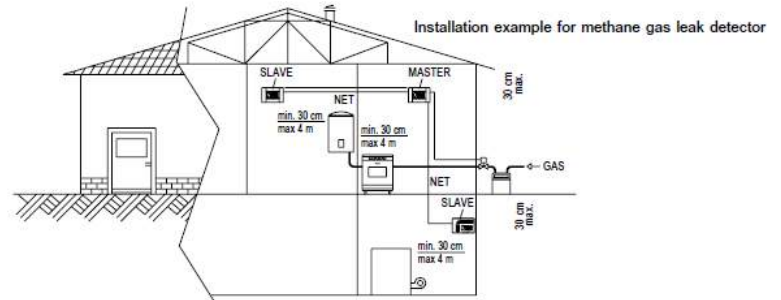 Installation example for methane gas leak detector
SLAVE
MASTER
30 cm
max.
NET
min. 30 cm
max 4 m
min. 30 cm
max 4 m
GAS
NET
SLAVE
30 cm
max.
min. 30 cm
max 4 m